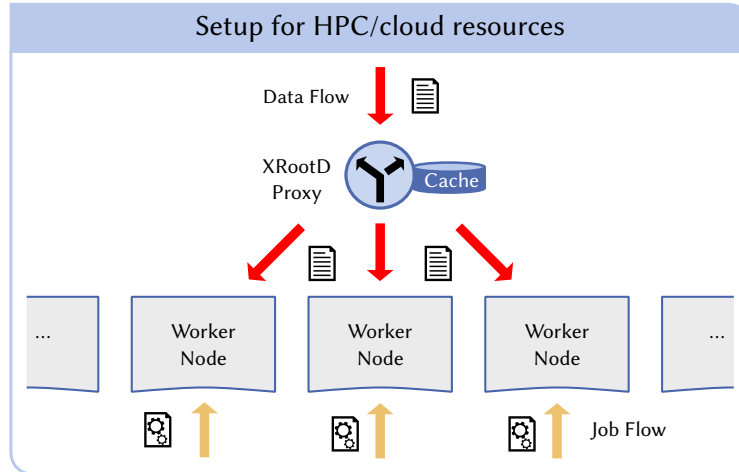 Setup for HPC/cloud resources
Data Flow
XRootD
Proxy
Cache
...
Worker
Node
Worker
Node
Worker
Node
...
Job Flow